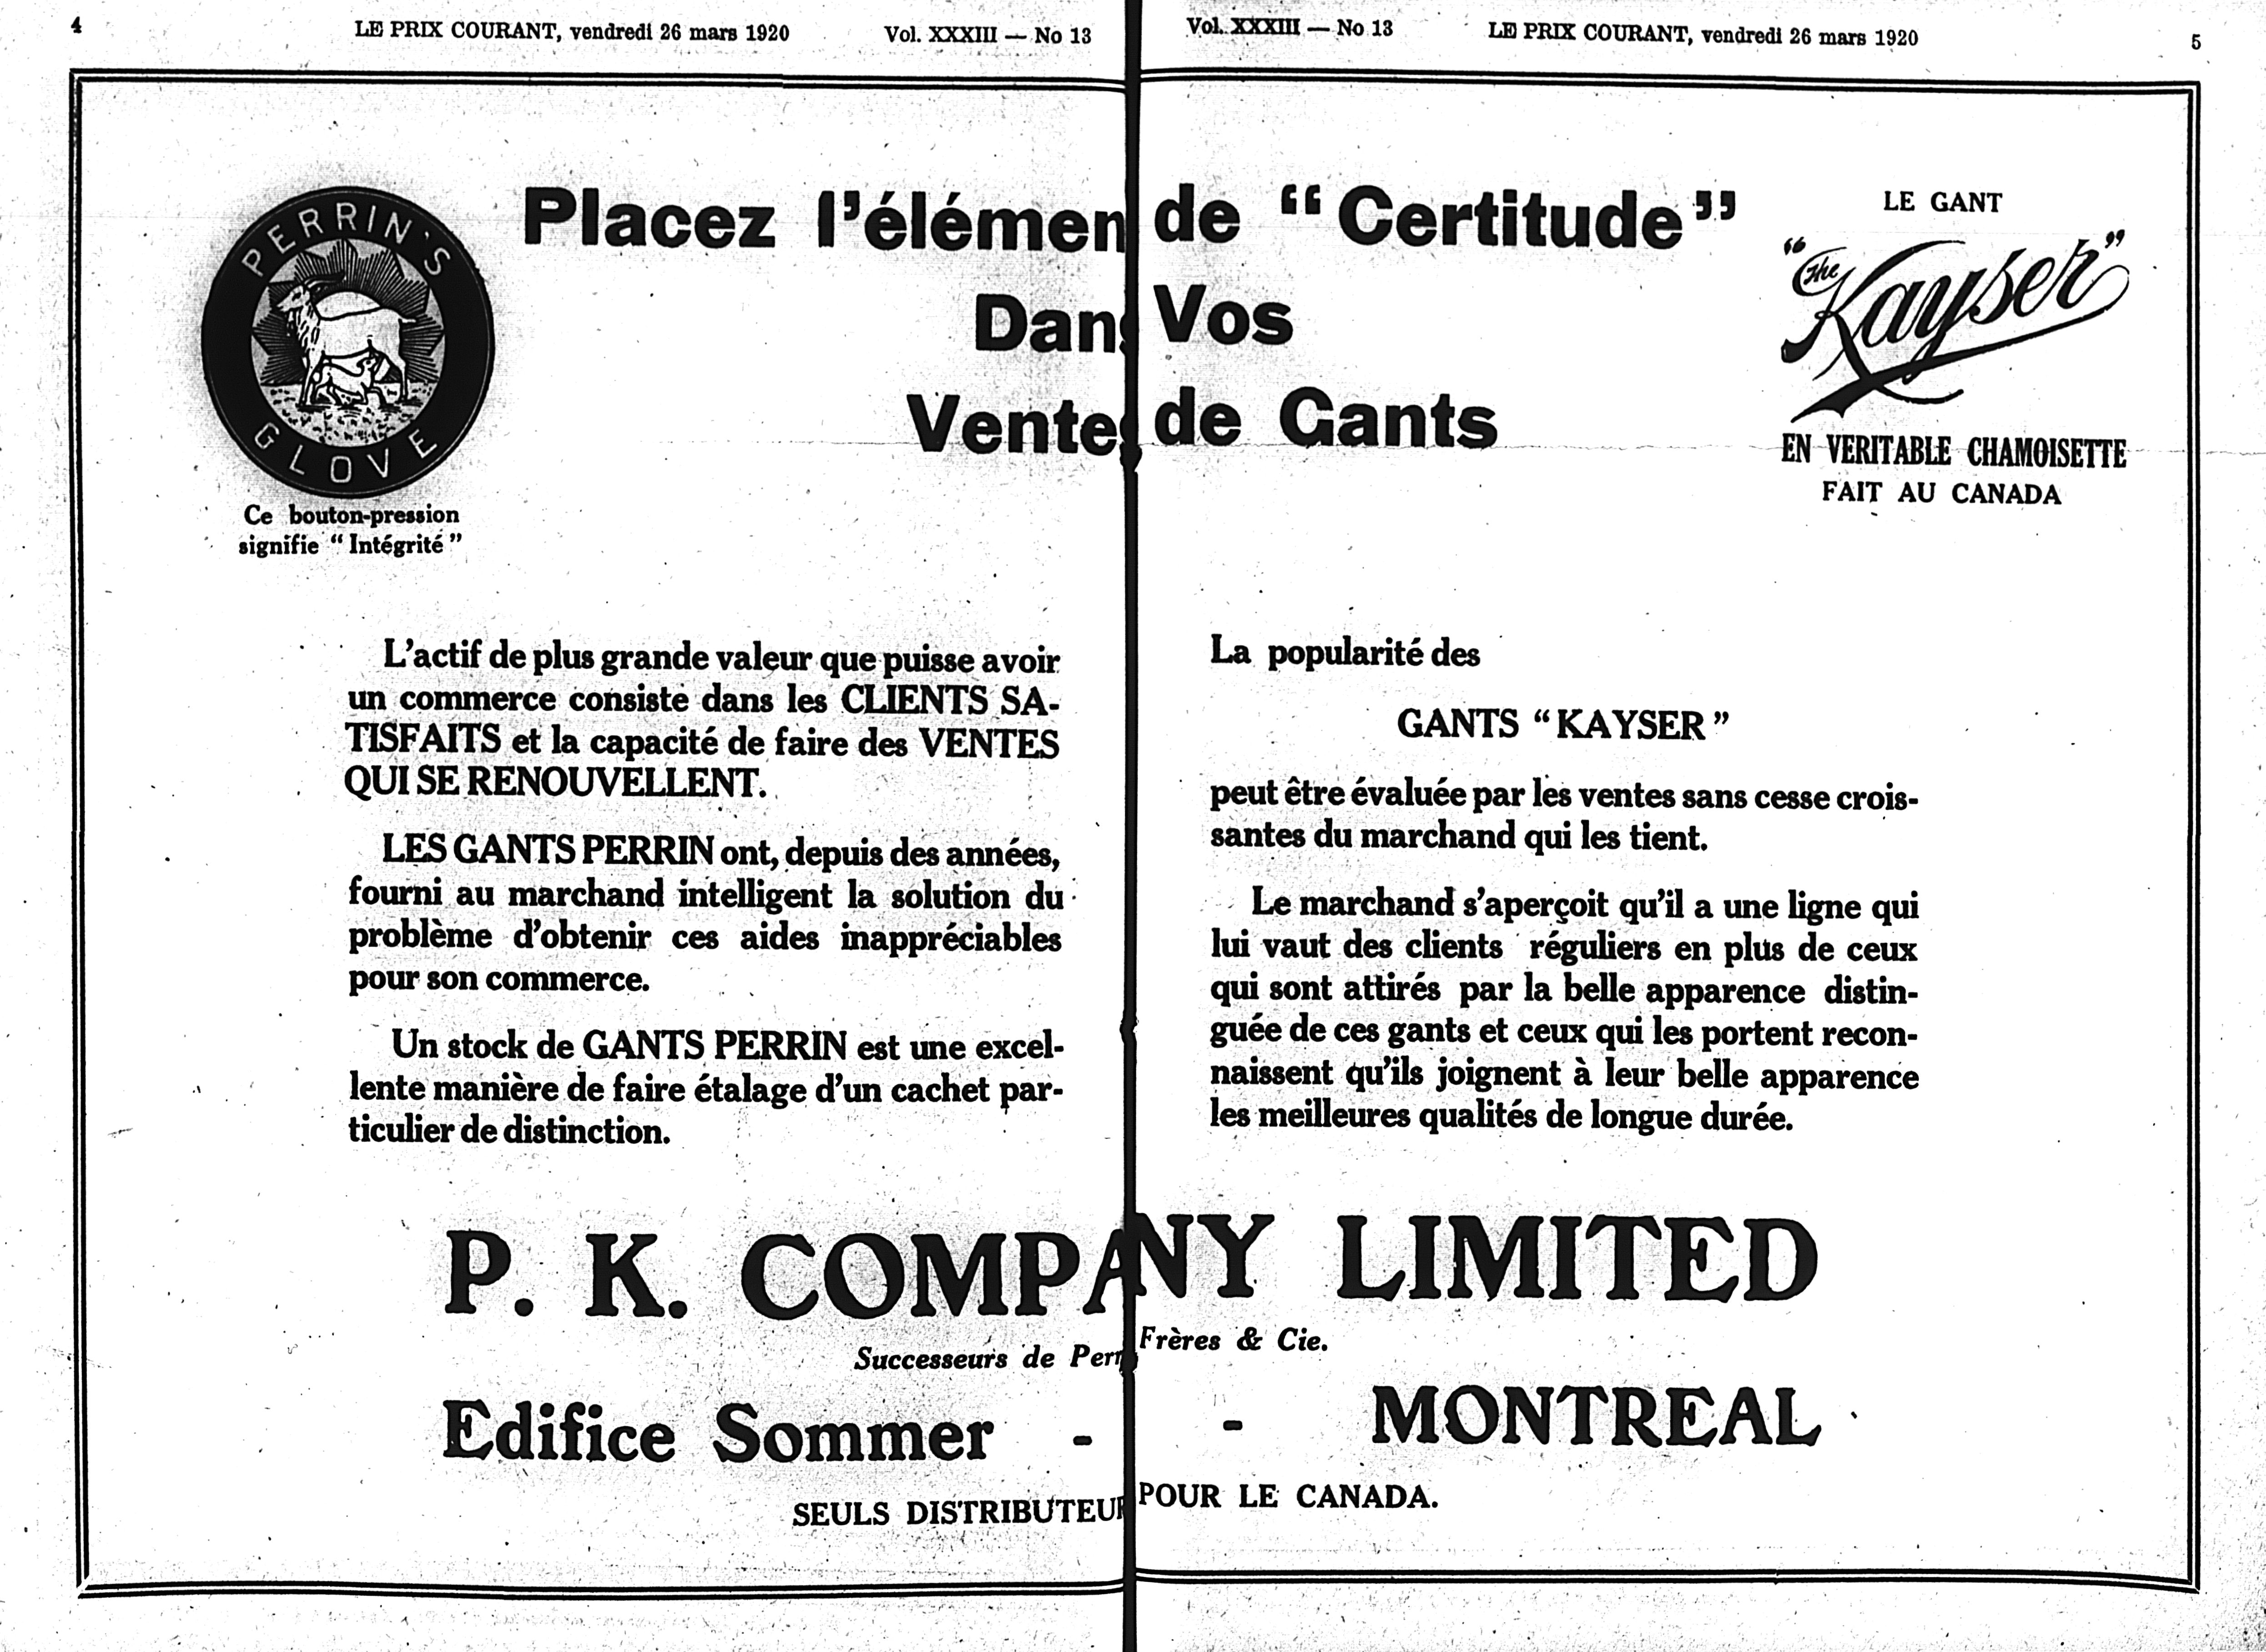 4 LE PRIX COURANT, vendredi 26 mars 1920 Vol. XXXIII — No 13
Vol. XXXIII — No 13 LE PRIX COURANT, vendredi 26 mars 1920 5
PERRIN'S
GLOVE
Ce bouton-pression
signifie “Intégrité”
Placez l’élémen de “Certitude”
Dans Vos
Ventes de Gants
LE GANT
“The Kayser”
EN VERITABLE CHAMOISETTE
FAIT AU CANADA
L’actif de plus grande valeur que puisse avoir
un commerce consiste dans les CLIENTS SA-
TISFAITS et la capacité de faire des VENTES
QUI SE RENOUVELLENT.
LES GANTS PERRIN ont, depuis des années,
fourni au marchand intelligent la solution du
problème d’obtenir ces aides inappréciables
pour son commerce.
Un stock de GANTS PERRIN est une excel-
lente manière de faire étalage d’un cachet par-
ticulier de distinction.
La popularité des
GANTS “KAYSER”
peut être évaluée par les ventes sans cesse crois-
santes du marchand qui les tient.
Le marchand s’aperçoit qu’il a une ligne qui
lui vaut des clients réguliers en plus de ceux
qui sont attirés par la belle apparence distin-
guée de ces gants et ceux qui les portent recon-
naissent qu’ils joignent à leur belle apparence
les meilleures qualités de longue durée.
P. K. COMPANY LIMITED
Successeurs de Perrin Frères & Cie.
Edifice Sommer - - MONTREAL
SEULS DISTRIBUTEUR POUR LE CANADA.